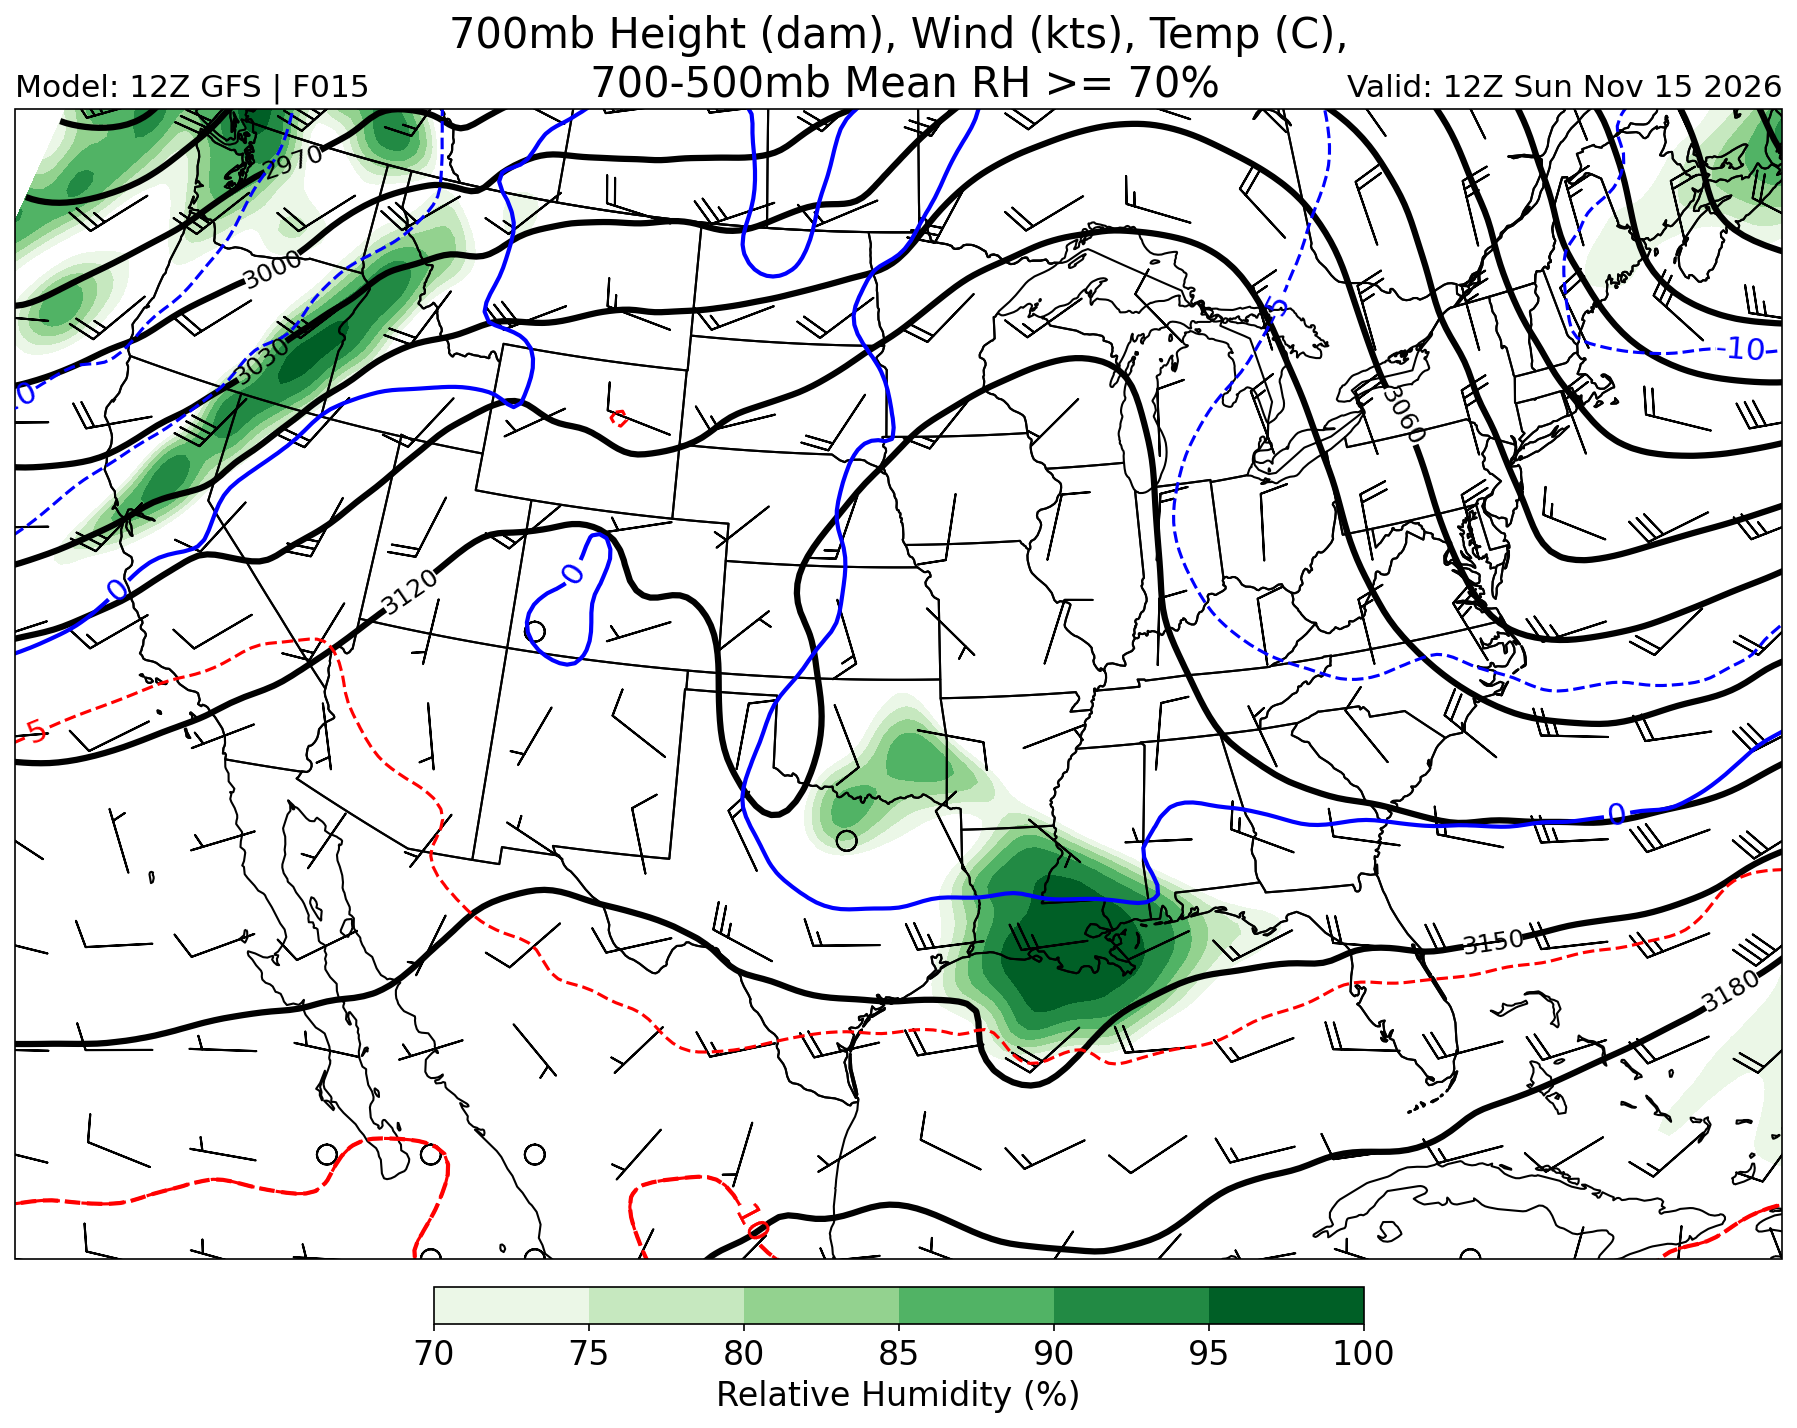 700mb Height (dam), Wind (kts), Temp (C),
700-500mb Mean RH >= 70%
Model: 12Z GFS | F015
Valid: 12Z Sun Nov 15 2026
2970
3000
3030
3060
3120
3150
3180
-5
-10
0
0
0
5
10
70 75 80 85 90 95 100
Relative Humidity (%)